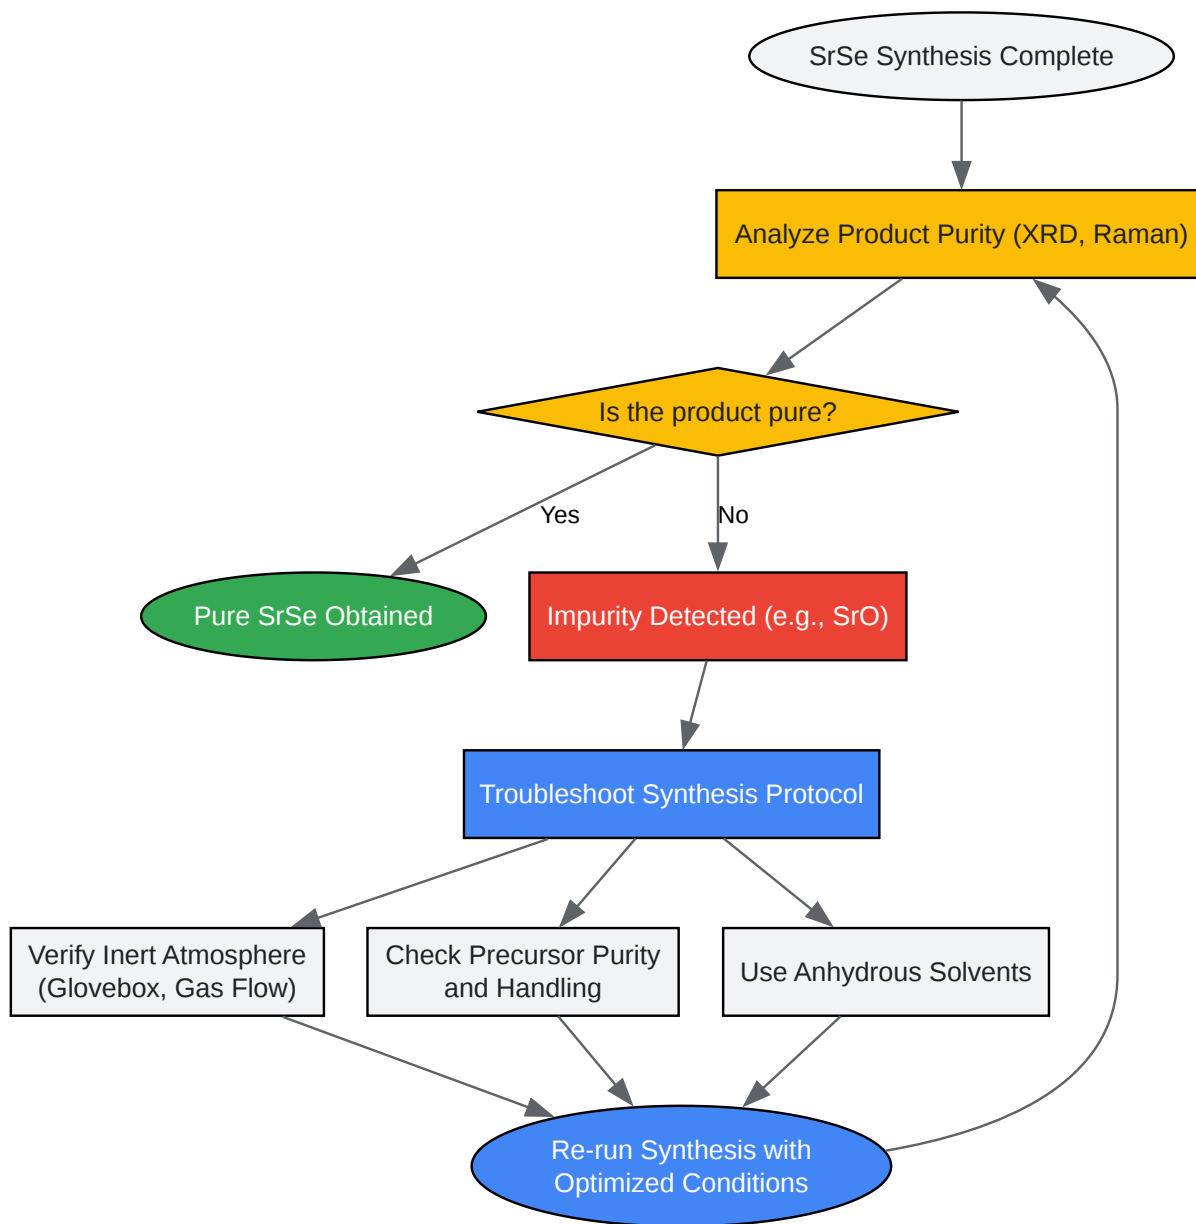 SrSe Synthesis Complete
Analyze Product Purity (XRD, Raman)
Is the product pure?
Yes
No
Pure SrSe Obtained
Impurity Detected (e.g., SrO)
Troubleshoot Synthesis Protocol
Verify Inert Atmosphere
(Glovebox, Gas Flow)
Check Precursor Purity
and Handling
Use Anhydrous Solvents
Re-run Synthesis with
Optimized Conditions